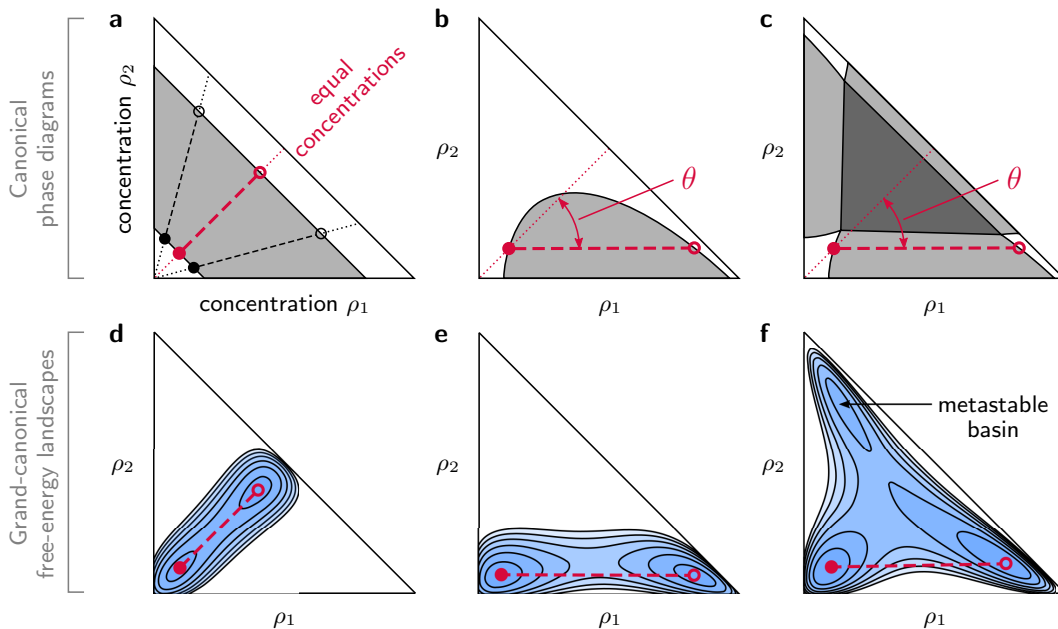 a
b
c
Canonical
phase diagrams
concentration ρ₂
equal
concentrations
concentration ρ₁
ρ₂
θ
ρ₁
ρ₂
θ
ρ₁
d
e
f
Grand-canonical
free-energy landscapes
ρ₂
ρ₁
ρ₂
ρ₁
ρ₂
metastable
basin
ρ₁